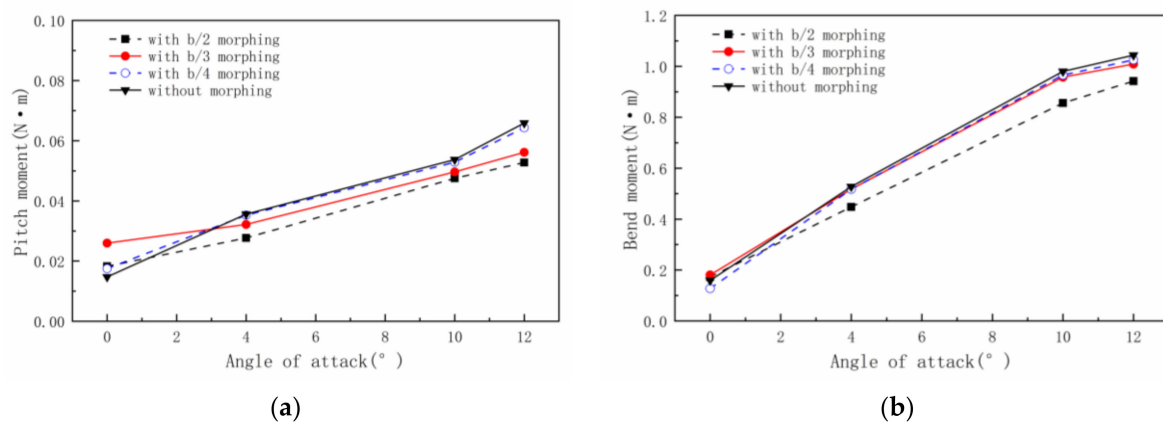 0.10
0.08
0.06
0.04
0.02
0.00
Pitch moment(N・m)
with b/2 morphing
with b/3 morphing
with b/4 morphing
without morphing
0 2 4 6 8 10 12
Angle of attack(°)
(a)
1.2
1.0
0.8
0.6
0.4
0.2
0.0
Bend moment(N・m)
with b/2 morphing
with b/3 morphing
with b/4 morphing
without morphing
0 2 4 6 8 10 12
Angle of attack(°)
(b)